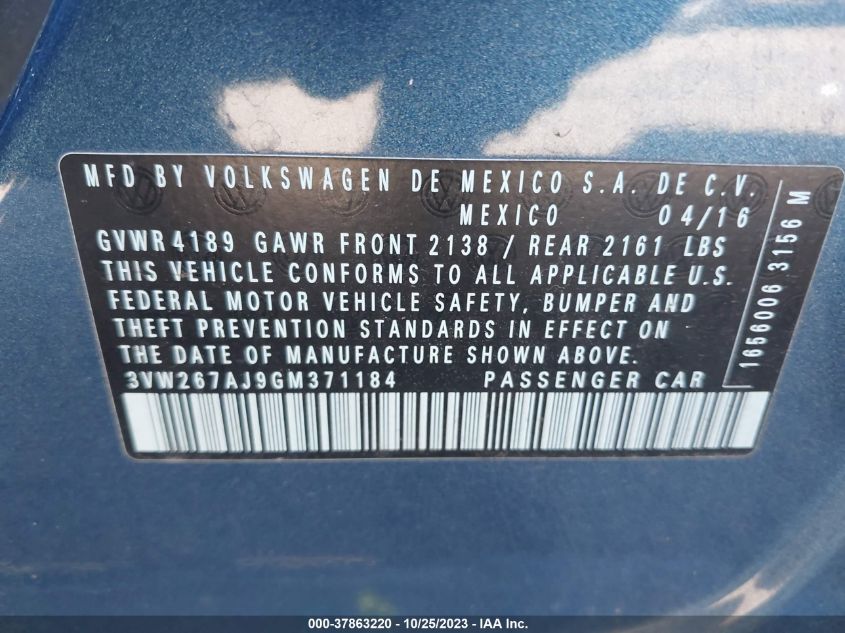 MFD BY VOLKSWAGEN DE MEXICO S.A. DE C.V.
MEXICO 04/16
GVWR 4189 GAWR FRONT 2138 / REAR 2161 LBS
THIS VEHICLE CONFORMS TO ALL APPLICABLE U.S.
FEDERAL MOTOR VEHICLE SAFETY, BUMPER AND
THEFT PREVENTION STANDARDS IN EFFECT ON
THE DATE OF MANUFACTURE SHOWN ABOVE.
3VW267AJ9GM371184 PASSENGER CAR
1656006 3156 M
000-37863220 - 10/25/2023 - IAA Inc.